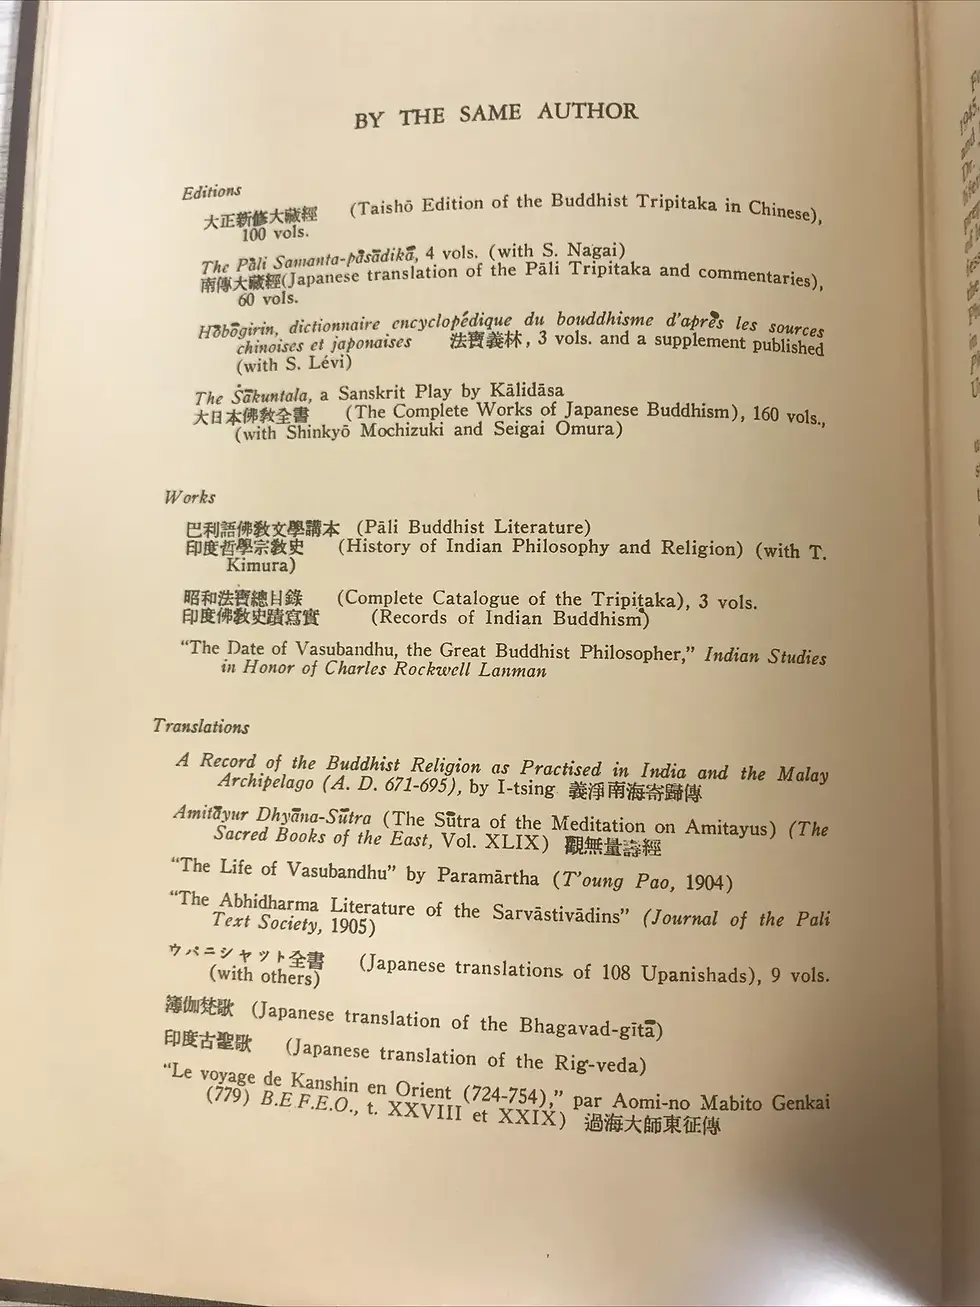 BY THE SAME AUTHOR
Editions
大正新修大藏經 (Taishō Edition of the Buddhist Tripitaka in Chinese),
100 vols.
The Pāli Samanta-pāsādikā, 4 vols. (with S. Nagai)
南傳大藏經(Japanese translation of the Pāli Tripitaka and commentaries),
60 vols.
Hōbōgirin, dictionnaire encyclopédique du bouddhisme d'après les sources
chinoises et japonaises 法寶義林, 3 vols. and a supplement published
(with S. Lévi)
The Śākuntala, a Sanskrit Play by Kālidāsa
大日本佛敎全書 (The Complete Works of Japanese Buddhism), 160 vols.,
(with Shinkyō Mochizuki and Seigai Omura)
Works
巴利語佛敎文學講本 (Pāli Buddhist Literature)
印度哲學宗敎史 (History of Indian Philosophy and Religion) (with T.
Kimura)
昭和法寶總目錄 (Complete Catalogue of the Tripiṭaka), 3 vols.
印度佛敎史蹟寫實 (Records of Indian Buddhism)
“The Date of Vasubandhu, the Great Buddhist Philosopher,” Indian Studies
in Honor of Charles Rockwell Lanman
Translations
A Record of the Buddhist Religion as Practised in India and the Malay
Archipelago (A. D. 671-695), by I-tsing 義淨南海寄歸傳
Amitāyur Dhyāna-Sūtra (The Sūtra of the Meditation on Amitayus) (The
Sacred Books of the East, Vol. XLIX) 觀無量壽經
“The Life of Vasubandhu” by Paramārtha (T'oung Pao, 1904)
“The Abhidharma Literature of the Sarvāstivādins” (Journal of the Pali
Text Society, 1905)
ウパニシャット全書 (Japanese translations of 108 Upanishads), 9 vols.
(with others)
薄伽梵歌 (Japanese translation of the Bhagavad-gītā)
印度古聖歌 (Japanese translation of the Rig-veda)
“Le voyage de Kanshin en Orient (724-754),” par Aomi-no Mabito Genkai
(779) B.E.F.E.O., t. XXVIII et XXIX) 過海大師東征傳